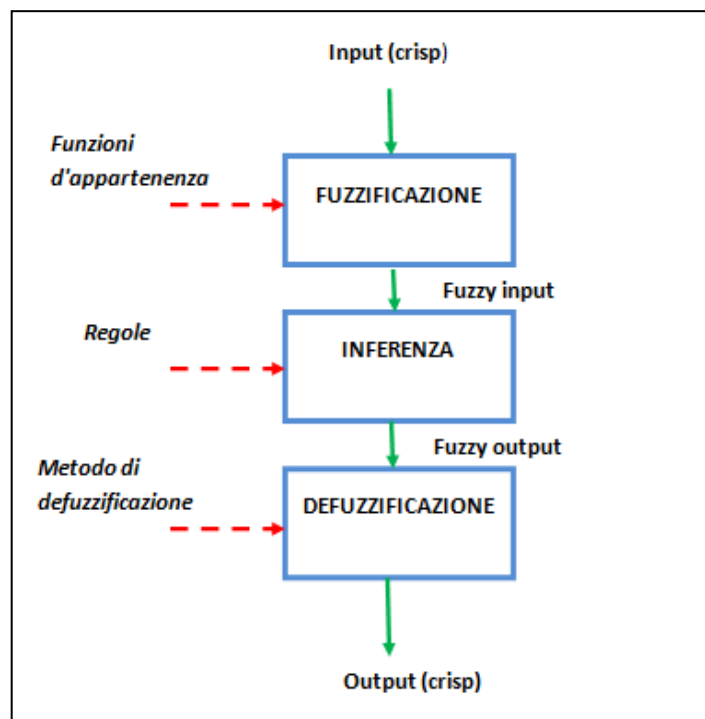 Input (crisp)
Funzioni
d'appartenenza
FUZZIFICAZIONE
Fuzzy input
Regole
INFERENZA
Fuzzy output
Metodo di
defuzzificazione
DEFUZZIFICAZIONE
Output (crisp)